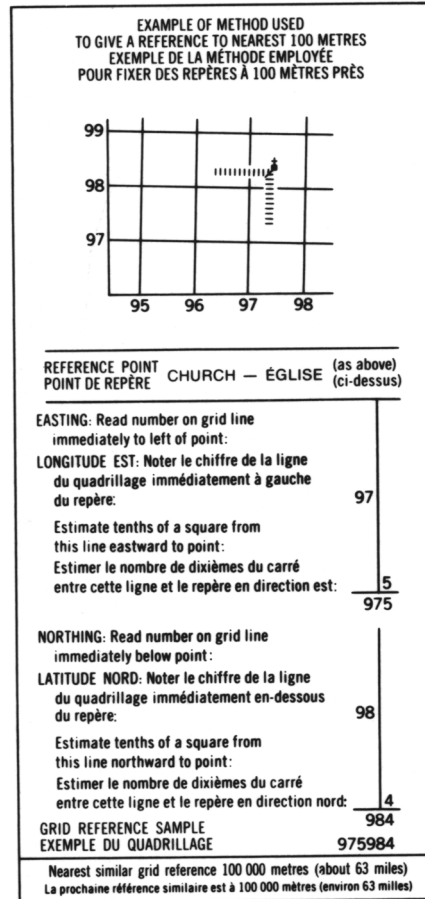 EXAMPLE OF METHOD USED
TO GIVE A REFERENCE TO NEAREST 100 METRES
EXEMPLE DE LA MÉTHODE EMPLOYÉE
POUR FIXER DES REPÈRES À 100 MÈTRES PRÈS
99
98
97
95 96 97 98
REFERENCE POINT
POINT DE REPÈRE
CHURCH — ÉGLISE
(as above)
(ci-dessus)
EASTING: Read number on grid line
immediately to left of point:
LONGITUDE EST: Noter le chiffre de la ligne
du quadrillage immédiatement à gauche
du repère: 97
Estimate tenths of a square from
this line eastward to point:
Estimer le nombre de dixièmes du carré
entre cette ligne et le repère en direction est: 5
975
NORTHING: Read number on grid line
immediately below point:
LATITUDE NORD: Noter le chiffre de la ligne
du quadrillage immédiatement en-dessous
du repère: 98
Estimate tenths of a square from
this line northward to point:
Estimer le nombre de dixièmes du carré
entre cette ligne et le repère en direction nord: 4
984
GRID REFERENCE SAMPLE
EXEMPLE DU QUADRILLAGE 975984
Nearest similar grid reference 100 000 metres (about 63 miles)
La prochaine référence similaire est à 100 000 mètres (environ 63 milles)